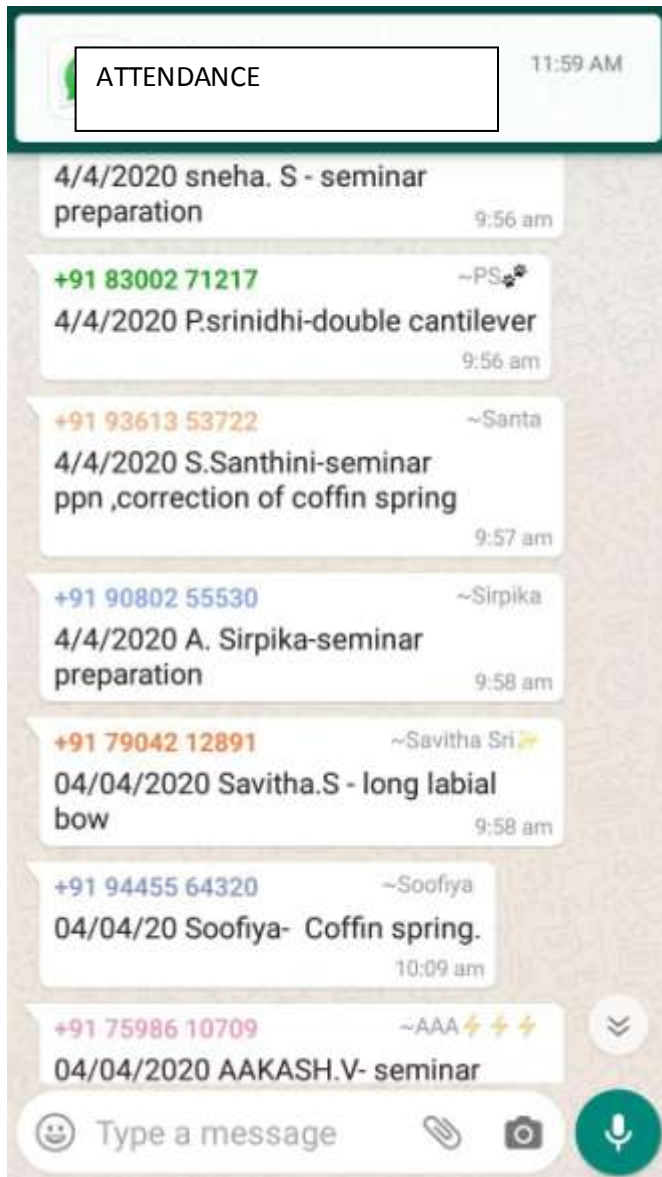 ATTENDANCE
11:59 AM
4/4/2020 sneha. S - seminar
preparation
9:56 am
+91 83002 71217 ~PS🐾
4/4/2020 P.srinidhi-double cantilever
9:56 am
+91 93613 53722 ~Santa
4/4/2020 S.Santhini-seminar
ppn ,correction of coffin spring
9:57 am
+91 90802 55530 ~Sirpika
4/4/2020 A. Sirpika-seminar
preparation
9:58 am
+91 79042 12891 ~Savitha Sri✨
04/04/2020 Savitha.S - long labial
bow
9:58 am
+91 94455 64320 ~Soofiya
04/04/20 Soofiya- Coffin spring.
10:09 am
+91 75986 10709 ~AAA⚡⚡⚡
04/04/2020 AAKASH.V- seminar
Type a message